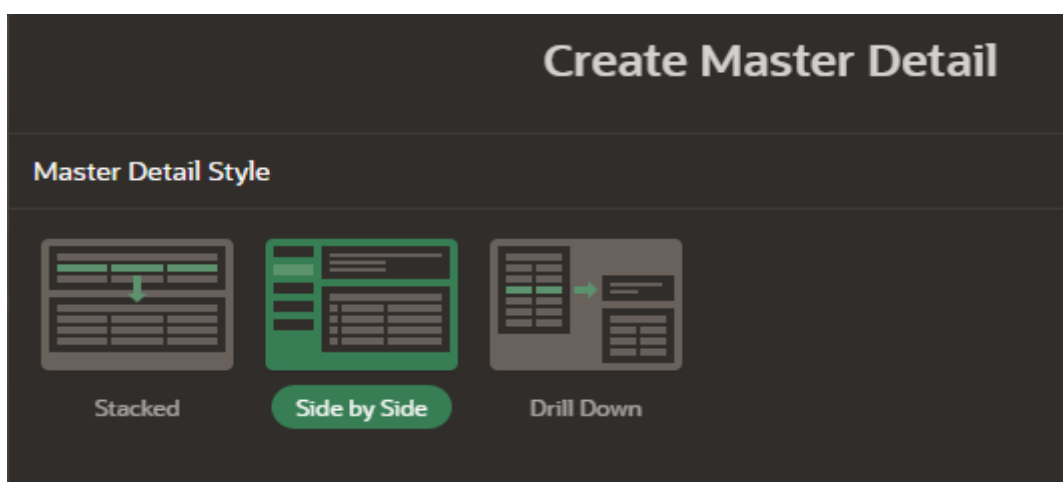 Create Master Detail
Master Detail Style
Stacked
Side by Side
Drill Down